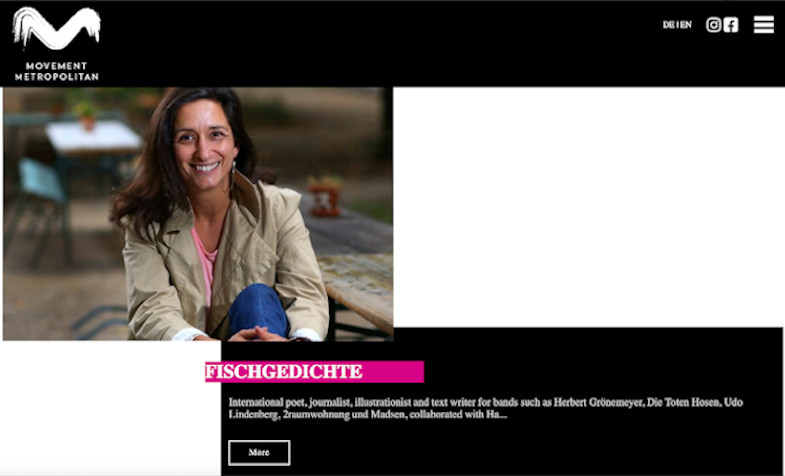 DE | EN
MOVEMENT
METROPOLITAN
FISCHGEDICHTE
International poet, journalist, illustrationist and text writer for bands such as Herbert Grönemeyer, Die Toten Hosen, Udo
Lindenberg, 2raumwohnung und Madsen, collaborated with Ha...
More